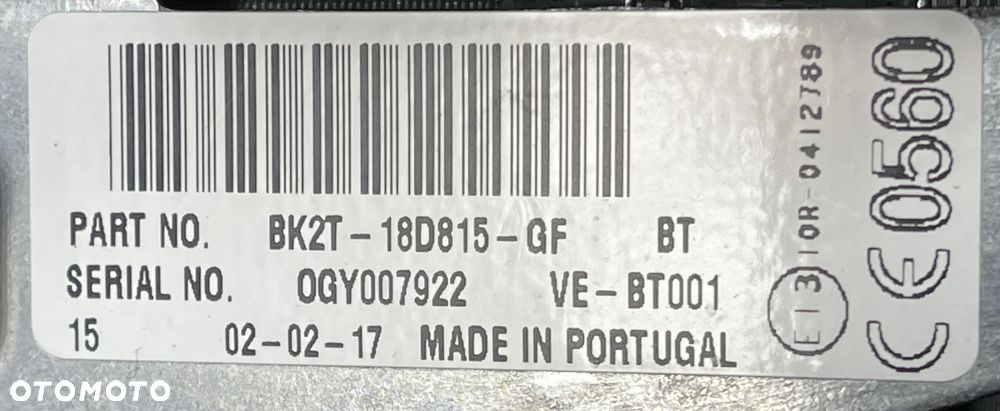 PART NO. BK2T-18D815-GF BT
SERIAL NO. 0GY007922 VE-BT001
15 02-02-17 MADE IN PORTUGAL
E13 10R-0412789
CE0560
OTOMOTO